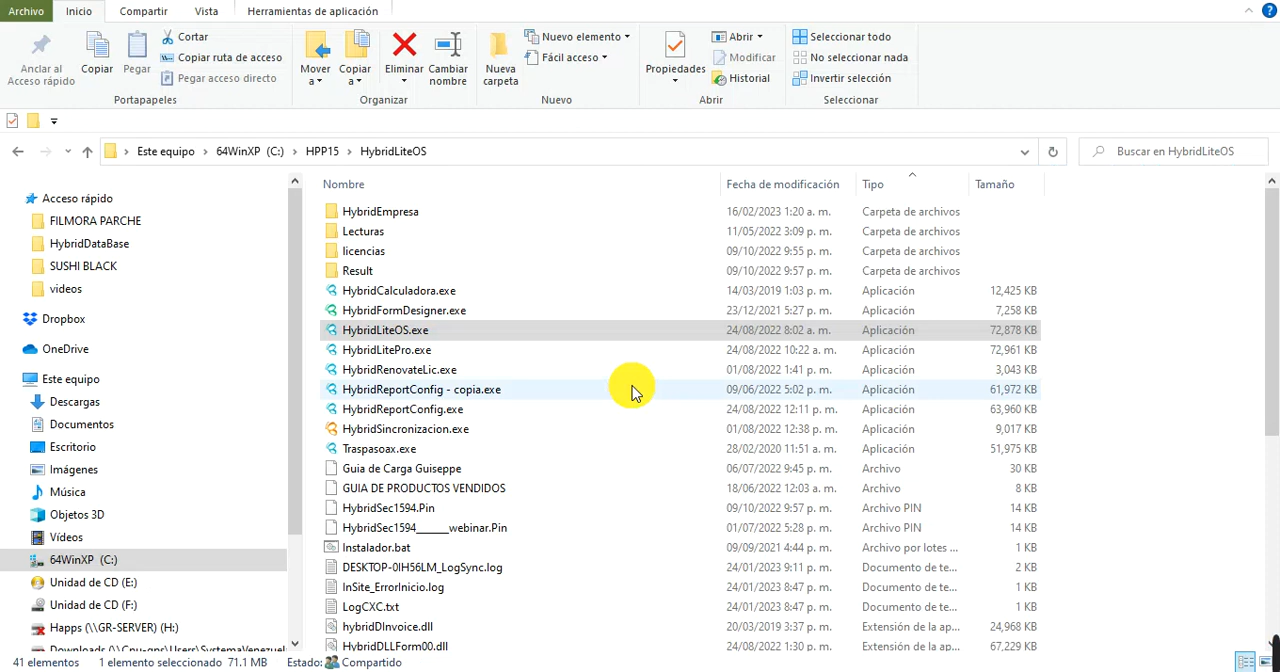 Archivo Inicio Compartir Vista Herramientas de aplicación
Anclar al Acceso rápido
Copiar
Pegar
Cortar
Copiar ruta de acceso
Pegar acceso directo
Portapapeles
Mover a
Copiar a
Eliminar
Cambiar nombre
Organizar
Nueva carpeta
Nuevo elemento
Fácil acceso
Nuevo
Propiedades
Abrir
Modificar
Historial
Abrir
Seleccionar todo
No seleccionar nada
Invertir selección
Seleccionar
Este equipo > 64WinXP (C:) > HPP15 > HybridLiteOS
Buscar en HybridLiteOS
Acceso rápido
FILMORA PARCHE
HybridDataBase
SUSHI BLACK
videos
Dropbox
OneDrive
Este equipo
Descargas
Documentos
Escritorio
Imágenes
Música
Objetos 3D
Vídeos
64WinXP (C:)
Unidad de CD (E:)
Unidad de CD (F:)
Happs (\\GR-SERVER) (H:)
Nombre Fecha de modificación Tipo Tamaño
HybridEmpresa 16/02/2023 1:20 a. m. Carpeta de archivos
Lecturas 11/05/2022 3:09 p. m. Carpeta de archivos
licencias 09/10/2022 9:55 p. m. Carpeta de archivos
Result 09/10/2022 9:57 p. m. Carpeta de archivos
HybridCalculadora.exe 14/03/2019 1:03 p. m. Aplicación 12,425 KB
HybridFormDesigner.exe 23/12/2021 5:27 p. m. Aplicación 7,258 KB
HybridLiteOS.exe 24/08/2022 8:02 a. m. Aplicación 72,878 KB
HybridLitePro.exe 24/08/2022 10:22 a. m. Aplicación 72,961 KB
HybridRenovateLic.exe 01/08/2022 1:41 p. m. Aplicación 3,043 KB
HybridReportConfig - copia.exe 09/06/2022 5:02 p. m. Aplicación 61,972 KB
HybridReportConfig.exe 24/08/2022 12:11 p. m. Aplicación 63,960 KB
HybridSincronizacion.exe 01/08/2022 12:38 p. m. Aplicación 9,017 KB
Traspasoax.exe 28/02/2020 11:51 a. m. Aplicación 51,975 KB
Guia de Carga Guiseppe 06/07/2022 9:45 p. m. Archivo 30 KB
GUIA DE PRODUCTOS VENDIDOS 18/06/2022 12:03 a. m. Archivo 8 KB
HybridSec1594.Pin 09/10/2022 9:57 p. m. Archivo PIN 14 KB
HybridSec1594______webinar.Pin 01/07/2022 5:28 p. m. Archivo PIN 14 KB
Instalador.bat 09/09/2021 4:44 p. m. Archivo por lotes ... 1 KB
DESKTOP-0IH56LM_LogSync.log 24/01/2023 9:11 p. m. Documento de te... 2 KB
InSite_ErrorInicio.log 24/01/2023 8:47 p. m. Documento de te... 1 KB
LogCXC.txt 24/01/2023 8:47 p. m. Documento de te... 1 KB
hybridDInvoice.dll 20/03/2019 3:37 p. m. Extensión de la ap... 24,968 KB
HybridDLLForm00.dll 24/08/2022 1:30 p. m. Extensión de la ap... 67,229 KB
41 elementos 1 elemento seleccionado 71.1 MB Estado: Compartido